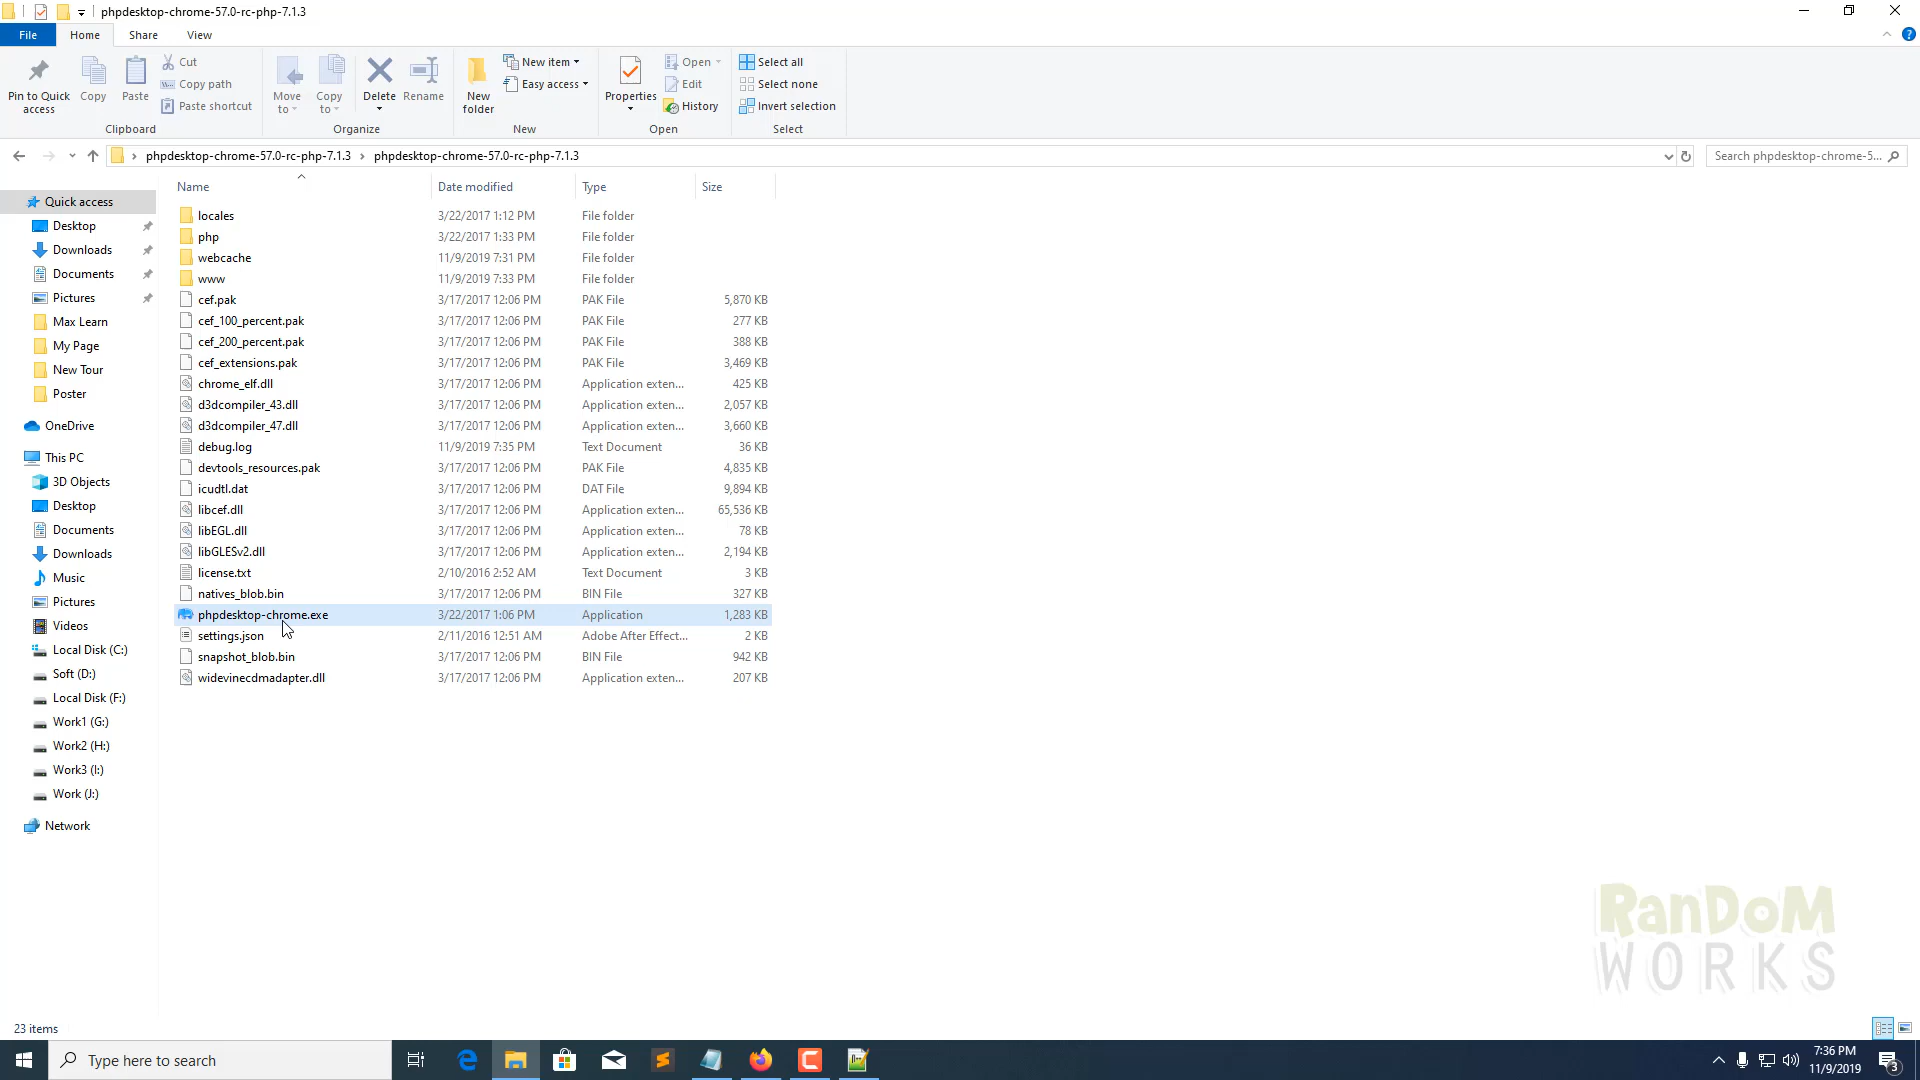 phpdesktop-chrome-57.0-rc-php-7.1.3
File Home Share View
Pin to Quick access
Copy
Paste
Cut
Copy path
Paste shortcut
Clipboard
Move to
Copy to
Delete
Rename
Organize
New folder
New item
Easy access
New
Properties
Open
Edit
History
Open
Select all
Select none
Invert selection
Select
phpdesktop-chrome-57.0-rc-php-7.1.3 › phpdesktop-chrome-57.0-rc-php-7.1.3
Search phpdesktop-chrome-5...
Quick access
Desktop
Downloads
Documents
Pictures
Max Learn
My Page
New Tour
Poster
OneDrive
This PC
3D Objects
Desktop
Documents
Downloads
Music
Pictures
Videos
Local Disk (C:)
Soft (D:)
Local Disk (F:)
Work1 (G:)
Work2 (H:)
Work3 (I:)
Work (J:)
Network
Name Date modified Type Size
locales 3/22/2017 1:12 PM File folder
php 3/22/2017 1:33 PM File folder
webcache 11/9/2019 7:31 PM File folder
www 11/9/2019 7:33 PM File folder
cef.pak 3/17/2017 12:06 PM PAK File 5,870 KB
cef_100_percent.pak 3/17/2017 12:06 PM PAK File 277 KB
cef_200_percent.pak 3/17/2017 12:06 PM PAK File 388 KB
cef_extensions.pak 3/17/2017 12:06 PM PAK File 3,469 KB
chrome_elf.dll 3/17/2017 12:06 PM Application exten... 425 KB
d3dcompiler_43.dll 3/17/2017 12:06 PM Application exten... 2,057 KB
d3dcompiler_47.dll 3/17/2017 12:06 PM Application exten... 3,660 KB
debug.log 11/9/2019 7:35 PM Text Document 36 KB
devtools_resources.pak 3/17/2017 12:06 PM PAK File 4,835 KB
icudtl.dat 3/17/2017 12:06 PM DAT File 9,894 KB
libcef.dll 3/17/2017 12:06 PM Application exten... 65,536 KB
libEGL.dll 3/17/2017 12:06 PM Application exten... 78 KB
libGLESv2.dll 3/17/2017 12:06 PM Application exten... 2,194 KB
license.txt 2/10/2016 2:52 AM Text Document 3 KB
natives_blob.bin 3/17/2017 12:06 PM BIN File 327 KB
phpdesktop-chrome.exe 3/22/2017 1:06 PM Application 1,283 KB
settings.json 2/11/2016 12:51 AM Adobe After Effect... 2 KB
snapshot_blob.bin 3/17/2017 12:06 PM BIN File 942 KB
widevinecdmadapter.dll 3/17/2017 12:06 PM Application exten... 207 KB
RanDoM
WORKS
23 items
Type here to search
7:36 PM
11/9/2019
3